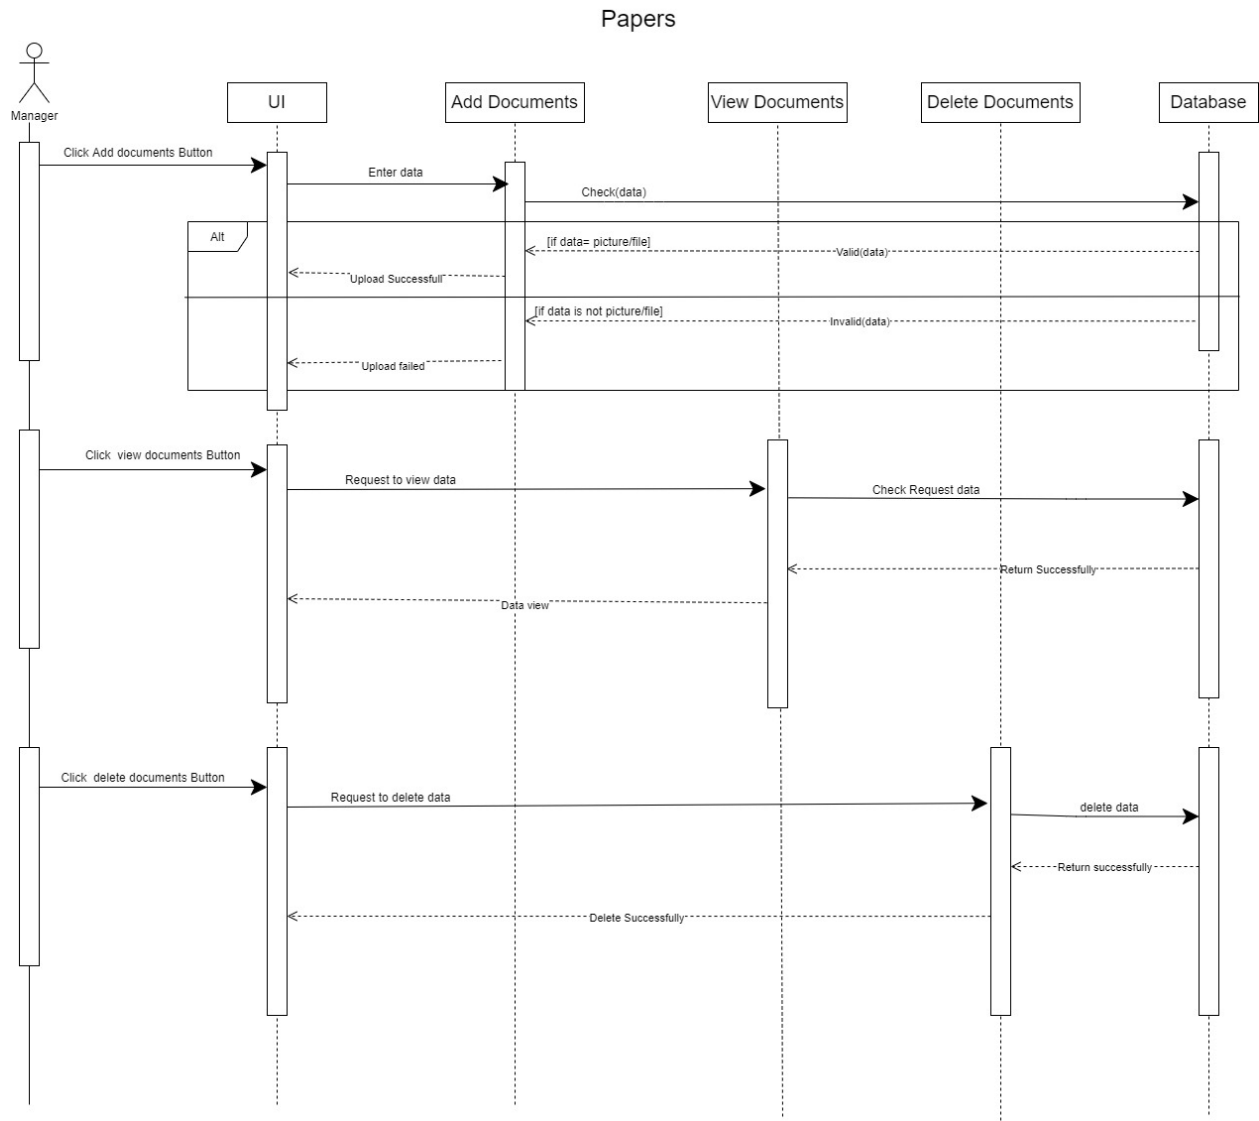 Papers
Manager
UI
Add Documents
View Documents
Delete Documents
Database
Click Add documents Button
Enter data
Check(data)
Alt
[if data= picture/file]
Valid(data)
Upload Successfull
[if data is not picture/file]
Invalid(data)
Upload failed
Click view documents Button
Request to view data
Check Request data
Return Successfully
Data view
Click delete documents Button
Request to delete data
delete data
Return successfully
Delete Successfully